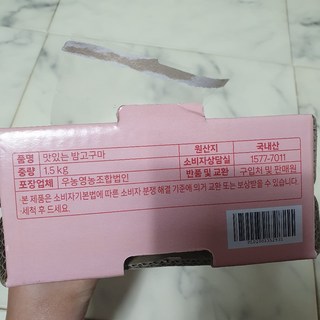 품명 맛있는 밤고구마 원산지 국내산
중량 1.5 kg 소비자상담실 1577-7011
포장업체 우농영농조합법인 반품 및 교환 구입처 및 판매원
·본 제품은 소비자기본법에 따른 소비자 분쟁 해결 기준에 의거 교환 또는 보상받을 수 있습니다.
·세척 후 드세요.